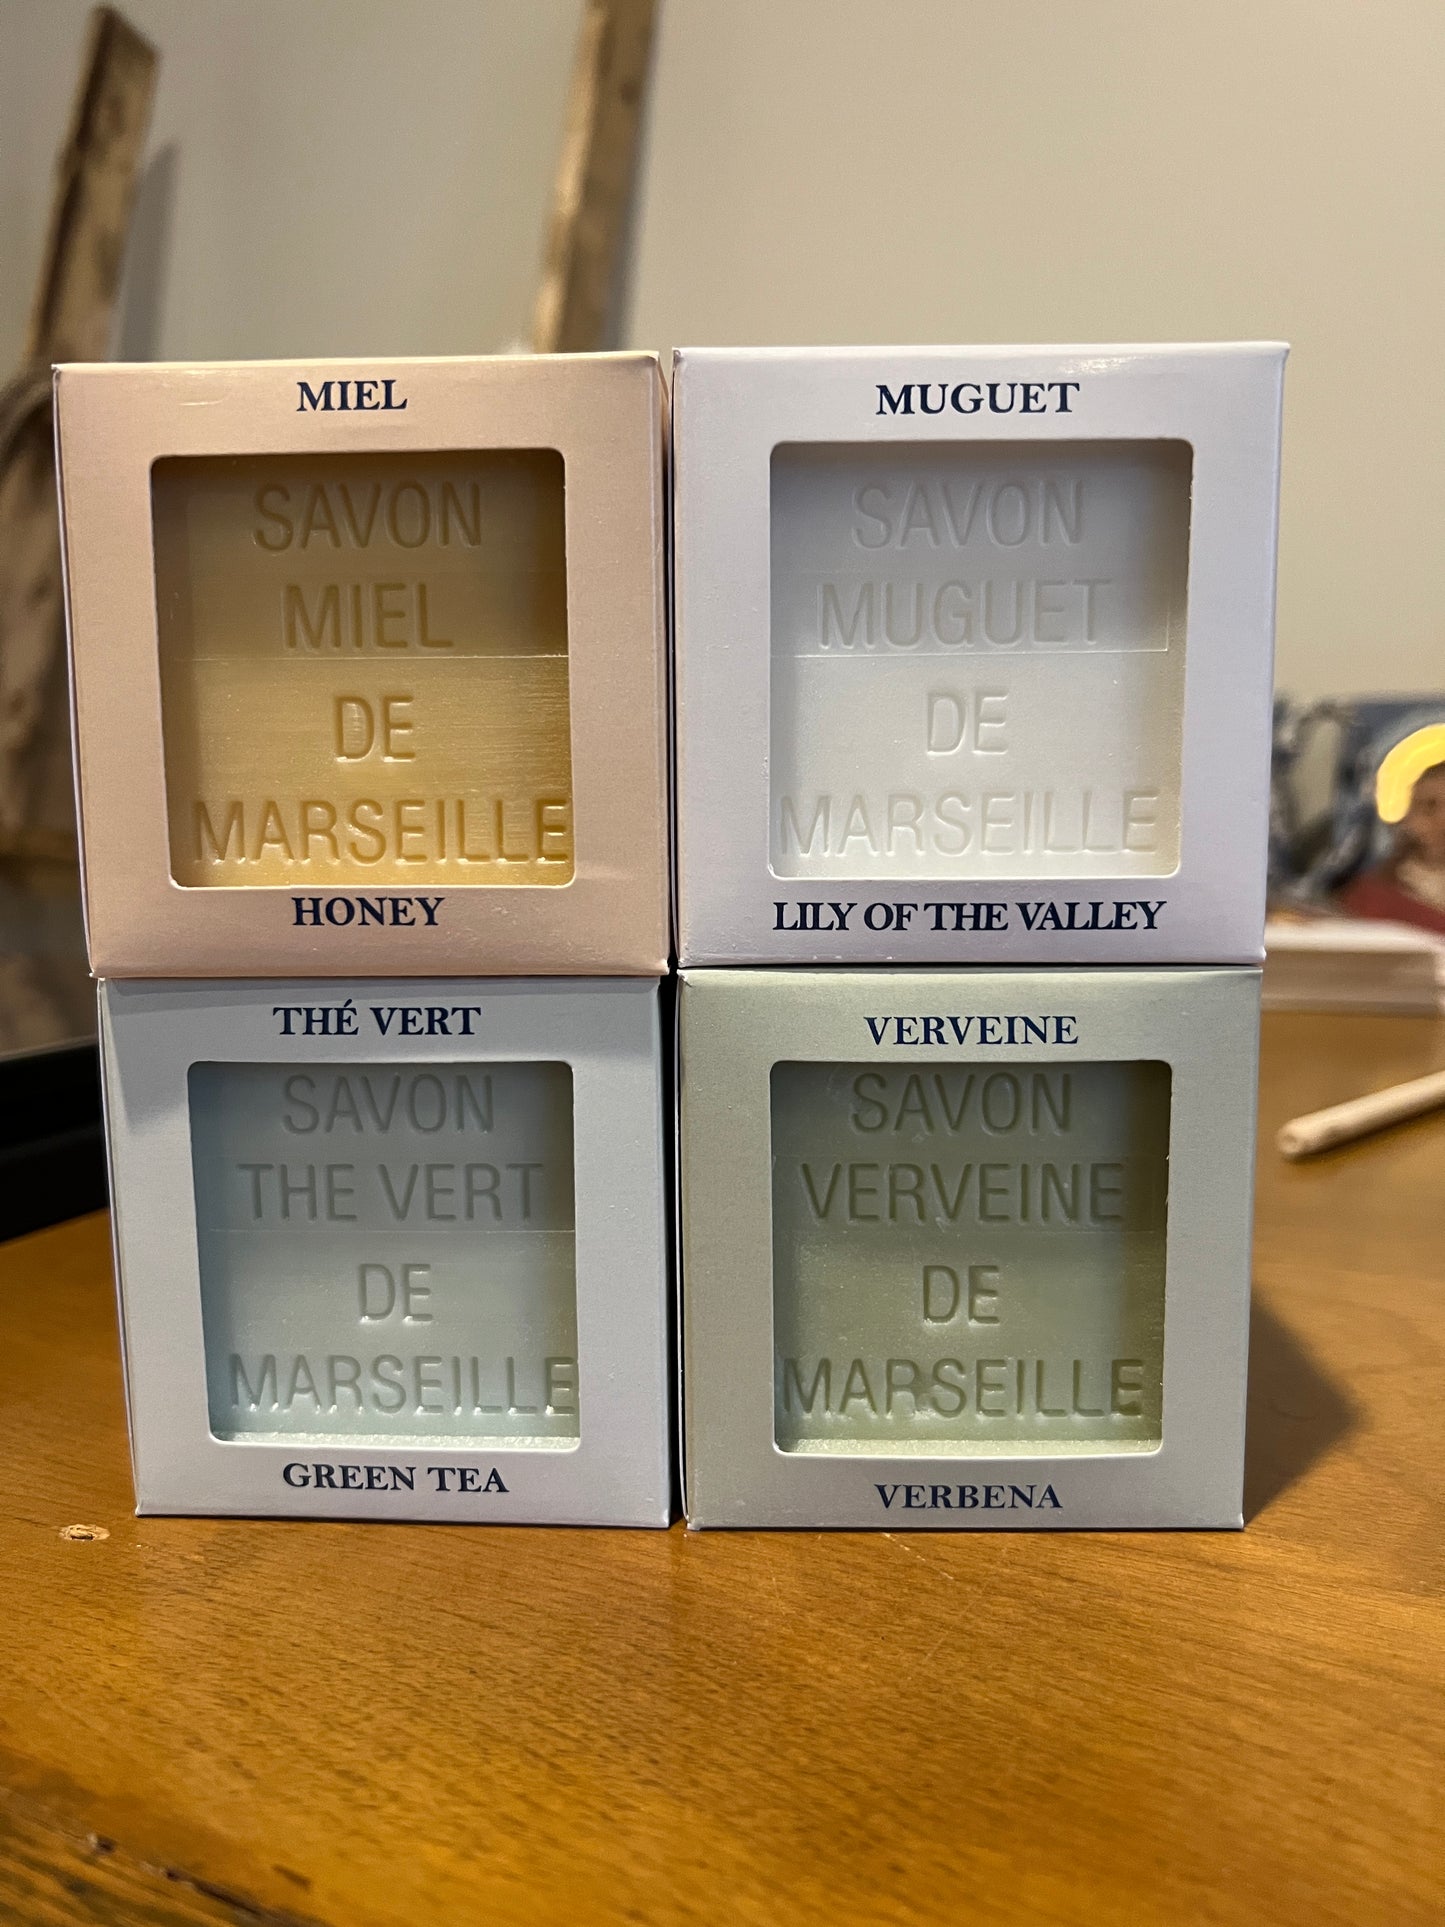 MIEL
SAVON
MIEL
DE
MARSEILLE
HONEY
MUGUET
SAVON
MUGUET
DE
MARSEILLE
LILY OF THE VALLEY
THÉ VERT
SAVON
THE VERT
DE
MARSEILLE
GREEN TEA
VERVEINE
SAVON
VERVEINE
DE
MARSEILLE
VERBENA